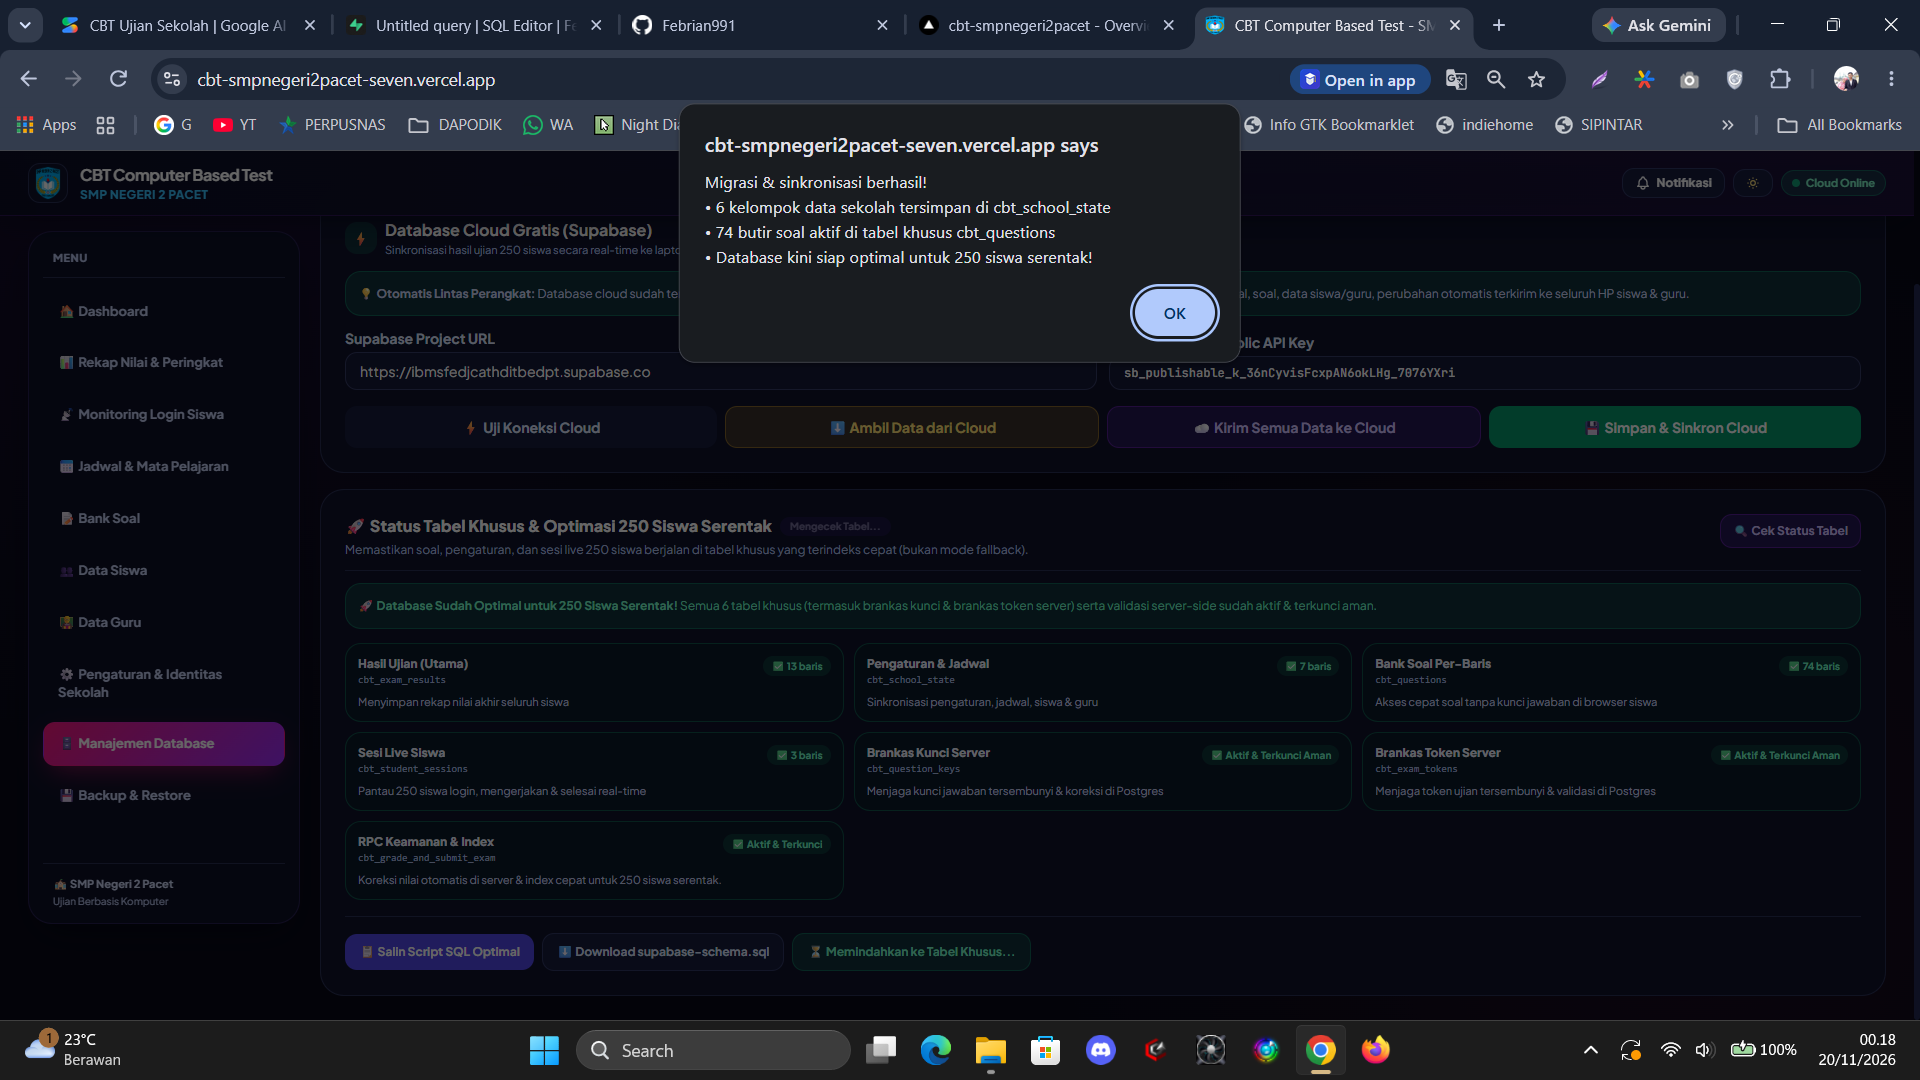 CBT Ujian Sekolah | Google AI
Untitled query | SQL Editor | Fe
Febrian991
cbt-smpnegeri2pacet - Overvi
CBT Computer Based Test - SM
Ask Gemini
cbt-smpnegeri2pacet-seven.vercel.app
Open in app
Apps
G
YT
PERPUSNAS
DAPODIK
WA
Night Di
Info GTK Bookmarklet
indiehome
SIPINTAR
All Bookmarks
cbt-smpnegeri2pacet-seven.vercel.app says
Migrasi & sinkronisasi berhasil!
• 6 kelompok data sekolah tersimpan di cbt_school_state
• 74 butir soal aktif di tabel khusus cbt_questions
• Database kini siap optimal untuk 250 siswa serentak!
OK
CBT Computer Based Test
SMP NEGERI 2 PACET
Notifikasi
Cloud Online
MENU
Dashboard
Rekap Nilai & Peringkat
Monitoring Login Siswa
Jadwal & Mata Pelajaran
Bank Soal
Data Siswa
Data Guru
Pengaturan & Identitas
Sekolah
Manajemen Database
Backup & Restore
SMP Negeri 2 Pacet
Ujian Berbasis Komputer
Database Cloud Gratis (Supabase)
Sinkronisasi hasil ujian 250 siswa secara real-time ke lapto
Otomatis Lintas Perangkat: Database cloud sudah te
al, soal, data siswa/guru, perubahan otomatis terkirim ke seluruh HP siswa & guru.
Supabase Project URL
blic API Key
https://ibmsfedjcathditbedpt.supabase.co
sb_publishable_k_36nCyvisFcxpAN6okLHg_7076YXri
Uji Koneksi Cloud
Ambil Data dari Cloud
Kirim Semua Data ke Cloud
Simpan & Sinkron Cloud
Status Tabel Khusus & Optimasi 250 Siswa Serentak
Mengecek Tabel...
Memastikan soal, pengaturan, dan sesi live 250 siswa berjalan di tabel khusus yang terindeks cepat (bukan mode fallback).
Cek Status Tabel
Database Sudah Optimal untuk 250 Siswa Serentak! Semua 6 tabel khusus (termasuk brankas kunci & brankas token server) serta validasi server-side sudah aktif & terkunci aman.
Hasil Ujian (Utama)
13 baris
cbt_exam_results
Menyimpan rekap nilai akhir seluruh siswa
Pengaturan & Jadwal
7 baris
cbt_school_state
Sinkronisasi pengaturan, jadwal, siswa & guru
Bank Soal Per-Baris
74 baris
cbt_questions
Akses cepat soal tanpa kunci jawaban di browser siswa
Sesi Live Siswa
3 baris
cbt_student_sessions
Pantau 250 siswa login, mengerjakan & selesai real-time
Brankas Kunci Server
Aktif & Terkunci Aman
cbt_question_keys
Menjaga kunci jawaban tersembunyi & koreksi di Postgres
Brankas Token Server
Aktif & Terkunci Aman
cbt_exam_tokens
Menjaga token ujian tersembunyi & validasi di Postgres
RPC Keamanan & Index
Aktif & Terkunci
cbt_grade_and_submit_exam
Koreksi nilai otomatis di server & index cepat untuk 250 siswa serentak.
Salin Script SQL Optimal
Download supabase-schema.sql
Memindahkan ke Tabel Khusus...
1
23°C
Berawan
Search
100%
00.18
20/11/2026